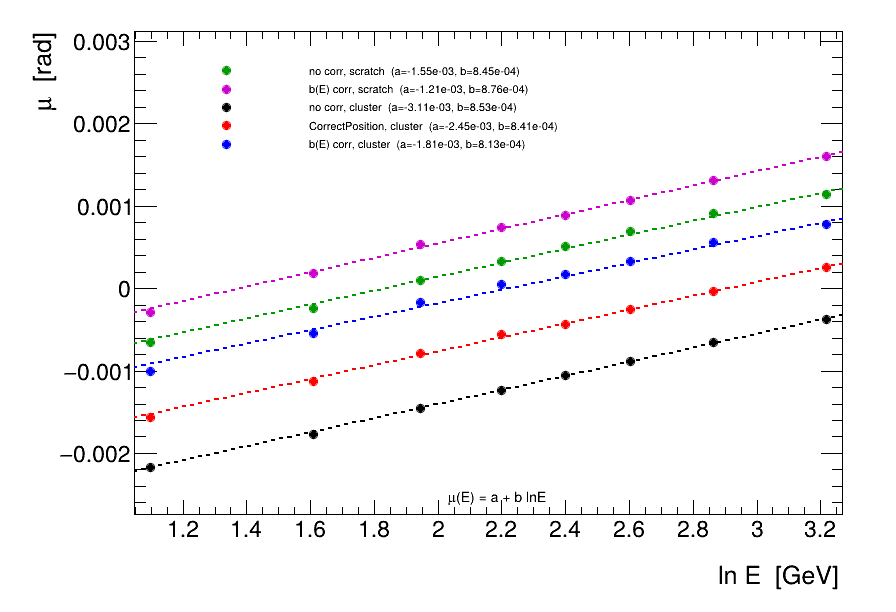 μ [rad]
0.003
0.002
0.001
0
−0.001
−0.002
no corr, scratch (a=-1.55e-03, b=8.45e-04)
b(E) corr, scratch (a=-1.21e-03, b=8.76e-04)
no corr, cluster (a=-3.11e-03, b=8.53e-04)
CorrectPosition, cluster (a=-2.45e-03, b=8.41e-04)
b(E) corr, cluster (a=-1.81e-03, b=8.13e-04)
μ(E) = a + b lnE
1.2 1.4 1.6 1.8 2 2.2 2.4 2.6 2.8 3 3.2
ln E [GeV]